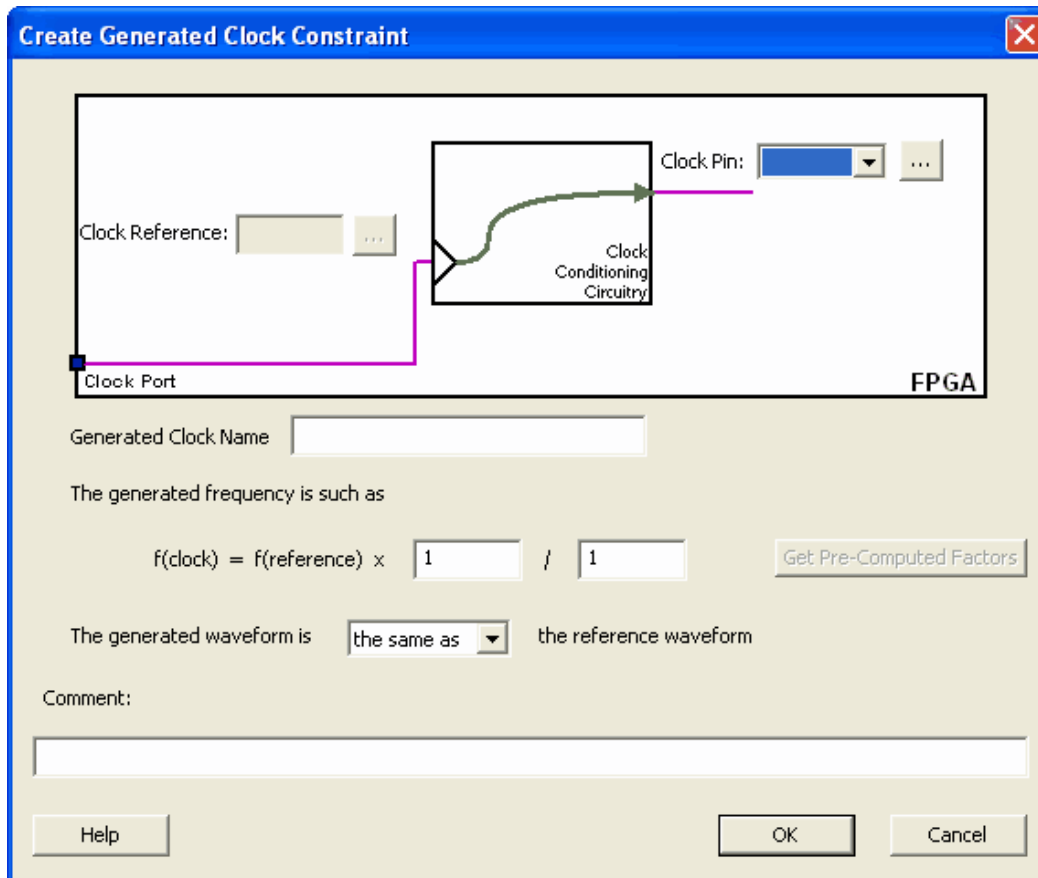 Create Generated Clock Constraint
Clock Pin:
...
Clock Reference:
...
Clock
Conditioning
Circuitry
Clock Port
FPGA
Generated Clock Name
The generated frequency is such as
f(clock) = f(reference) x 1 / 1
Get Pre-Computed Factors
The generated waveform is the same as the reference waveform
Comment:
Help
OK
Cancel